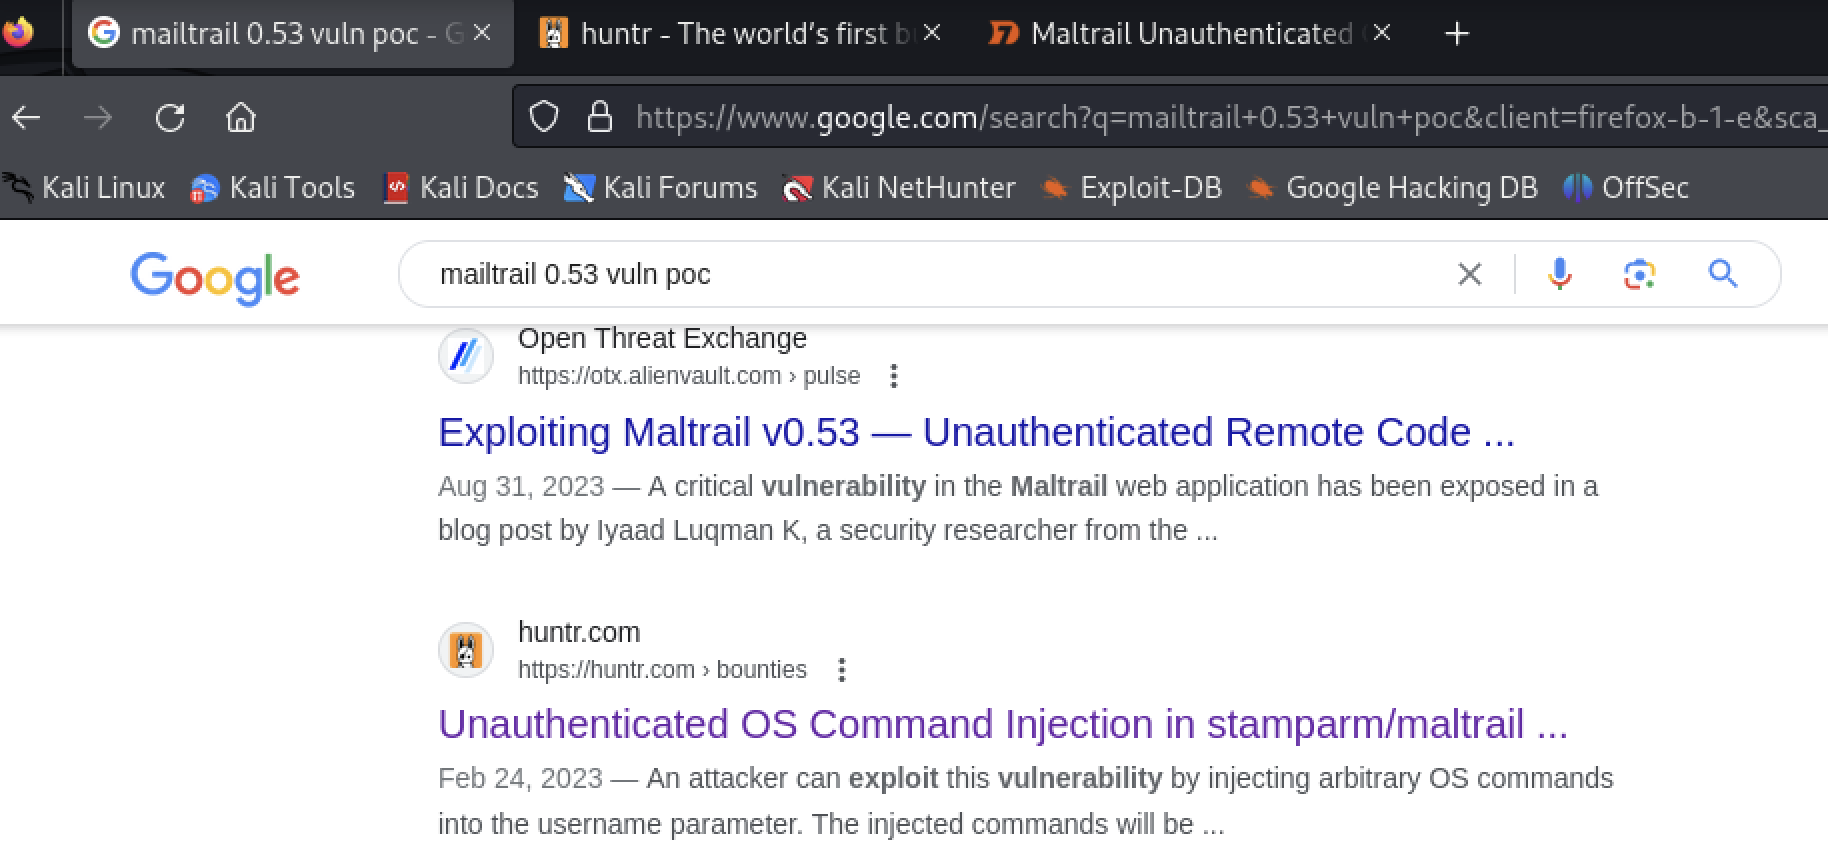 mailtrail 0.53 vuln poc - G
huntr - The world's first b
Maltrail Unauthenticated
https://www.google.com/search?q=mailtrail+0.53+vuln+poc&client=firefox-b-1-e&sca_
Kali Linux Kali Tools Kali Docs Kali Forums Kali NetHunter Exploit-DB Google Hacking DB OffSec
Google
mailtrail 0.53 vuln poc
Open Threat Exchange
https://otx.alienvault.com › pulse
Exploiting Maltrail v0.53 — Unauthenticated Remote Code ...
Aug 31, 2023 — A critical vulnerability in the Maltrail web application has been exposed in a
blog post by Iyaad Luqman K, a security researcher from the ...
huntr.com
https://huntr.com › bounties
Unauthenticated OS Command Injection in stamparm/maltrail ...
Feb 24, 2023 — An attacker can exploit this vulnerability by injecting arbitrary OS commands
into the username parameter. The injected commands will be ...